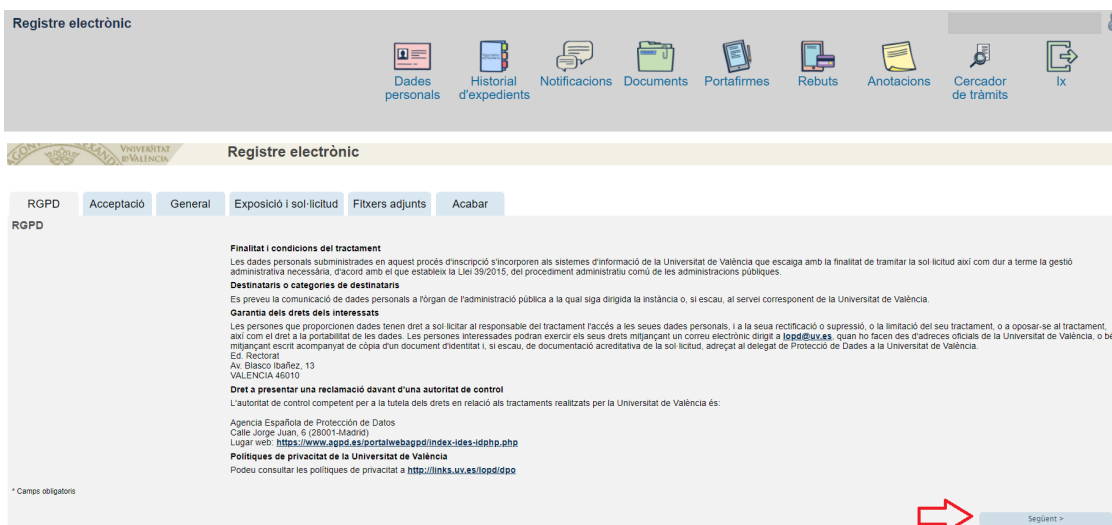 Registre electrònic
Dades personals
Historial d'expedients
Notificacions
Documents
Portafirmes
Rebuts
Anotacions
Cercador de tràmits
Ix
VNIVERSITAT
D VALÈNCIA
Registre electrònic
RGPD
Acceptació
General
Exposició i sol·licitud
Fitxers adjunts
Acabar
RGPD
Finalitat i condicions del tractament
Les dades personals subministrades en aquest procés d'inscripció s'incorporen als sistemes d'informació de la Universitat de València que escaiga amb la finalitat de tramitar la sol·licitud així com dur a terme la gestió
administrativa necessària, d'acord amb el que estableix la Llei 39/2015, del procediment administratiu comú de les administracions públiques.
Destinataris o categories de destinataris
Es preveu la comunicació de dades personals a l'òrgan de l'administració pública a la qual siga dirigida la instància o, si escau, al servei corresponent de la Universitat de València.
Garantia dels drets dels interessats
Les persones que proporcionen dades tenen dret a sol·licitar al responsable del tractament l'accés a les seues dades personals, i a la seua rectificació o supressió, o la limitació del seu tractament, o a oposar-se al tractament,
així com el dret a la portabilitat de les dades. Les persones interessades podran exercir els seus drets mitjançant un correu electrònic dirigit a lopd@uv.es, quan ho facen des d'adreces oficials de la Universitat de València, o bé
mitjançant escrit acompanyat de còpia d'un document d'identitat i, si escau, de documentació acreditativa de la sol·licitud, adreçat al delegat de Protecció de Dades a la Universitat de València.
Ed. Rectorat
Av. Blasco Ibañez, 13
VALENCIA 46010
Dret a presentar una reclamació davant d'una autoritat de control
L'autoritat de control competent per a la tutela dels drets en relació als tractaments realitzats per la Universitat de València és:
Agencia Española de Protección de Datos
Calle Jorge Juan, 6 (28001-Madrid)
Lugar web: https://www.agpd.es/portalwebagpd/index-ides-idphp.php
Polítiques de privacitat de la Universitat de València
Podeu consultar les polítiques de privacitat a http://links.uv.es/lopd/dpo
* Camps obligatoris
Següent >